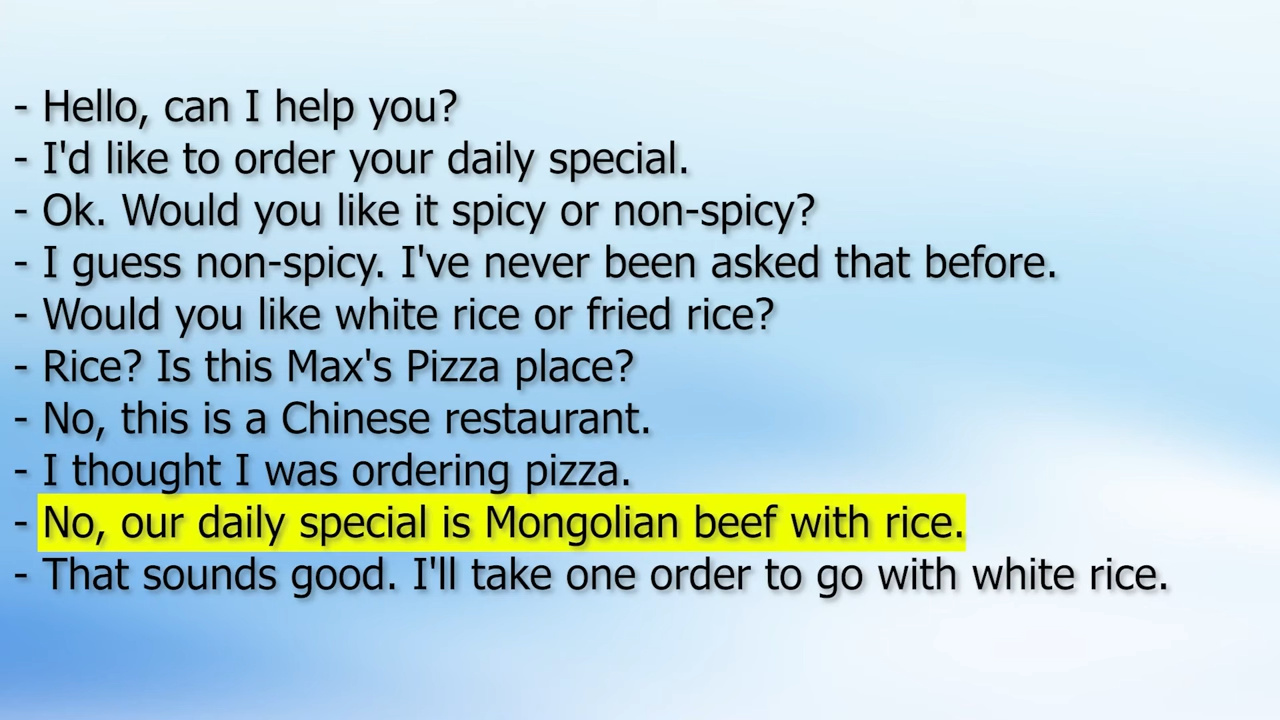 - Hello, can I help you?
- I'd like to order your daily special.
- Ok. Would you like it spicy or non-spicy?
- I guess non-spicy. I've never been asked that before.
- Would you like white rice or fried rice?
- Rice? Is this Max's Pizza place?
- No, this is a Chinese restaurant.
- I thought I was ordering pizza.
- No, our daily special is Mongolian beef with rice.
- That sounds good. I'll take one order to go with white rice.